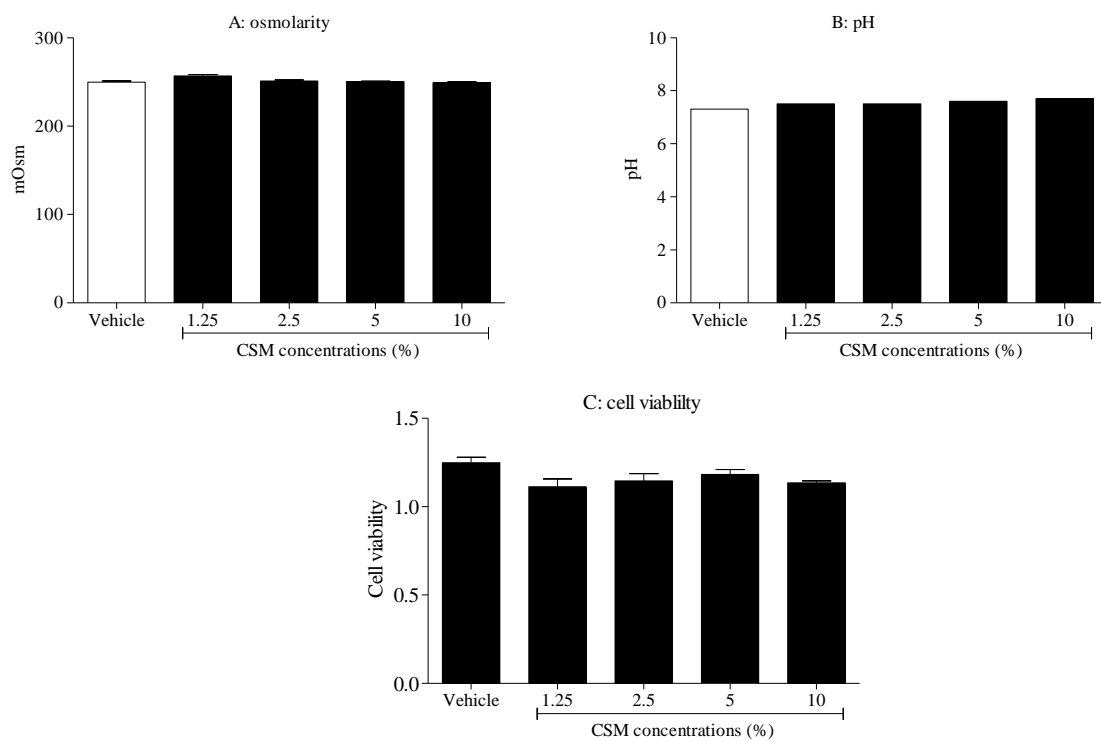 A: osmolarity
300
200
100
0
mOsm
Vehicle 1.25 2.5 5 10
CSM concentrations (%)
B: pH
10
8
6
4
2
0
pH
Vehicle 1.25 2.5 5 10
CSM concentrations (%)
C: cell viablilty
1.5
1.0
0.5
0.0
Cell viability
Vehicle 1.25 2.5 5 10
CSM concentrations (%)